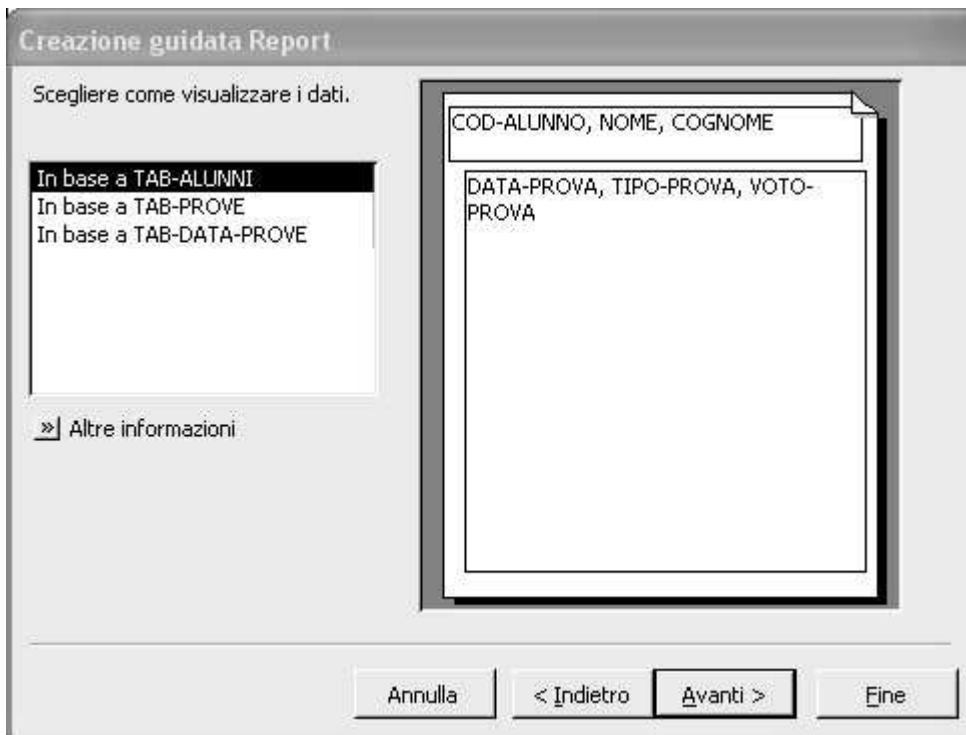 Creazione guidata Report
Scegliere come visualizzare i dati.
In base a TAB-ALUNNI
In base a TAB-PROVE
In base a TAB-DATA-PROVE
» Altre informazioni
COD-ALUNNO, NOME, COGNOME
DATA-PROVA, TIPO-PROVA, VOTO-
PROVA
Annulla
< Indietro
Avanti >
Fine